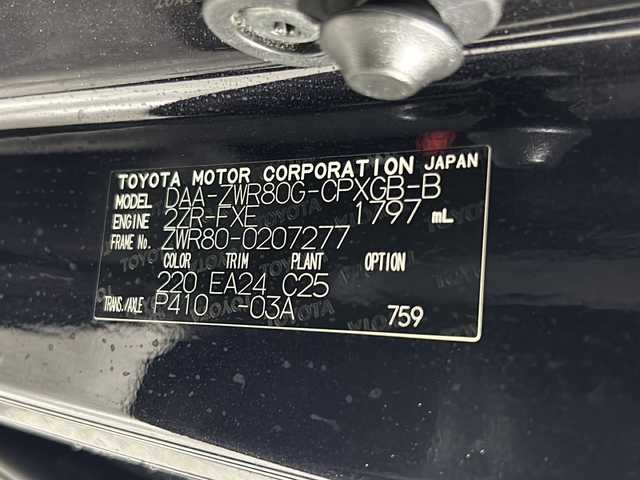 TOYOTA MOTOR CORPORATION JAPAN
MODEL DAA-ZWR80G-CPXGB-B
ENGINE 2ZR-FXE 1797 mL
FRAME No. ZWR80-0207277
COLOR TRIM PLANT OPTION
220 EA24 C25
TRANS./AXLE P410 -03A
759